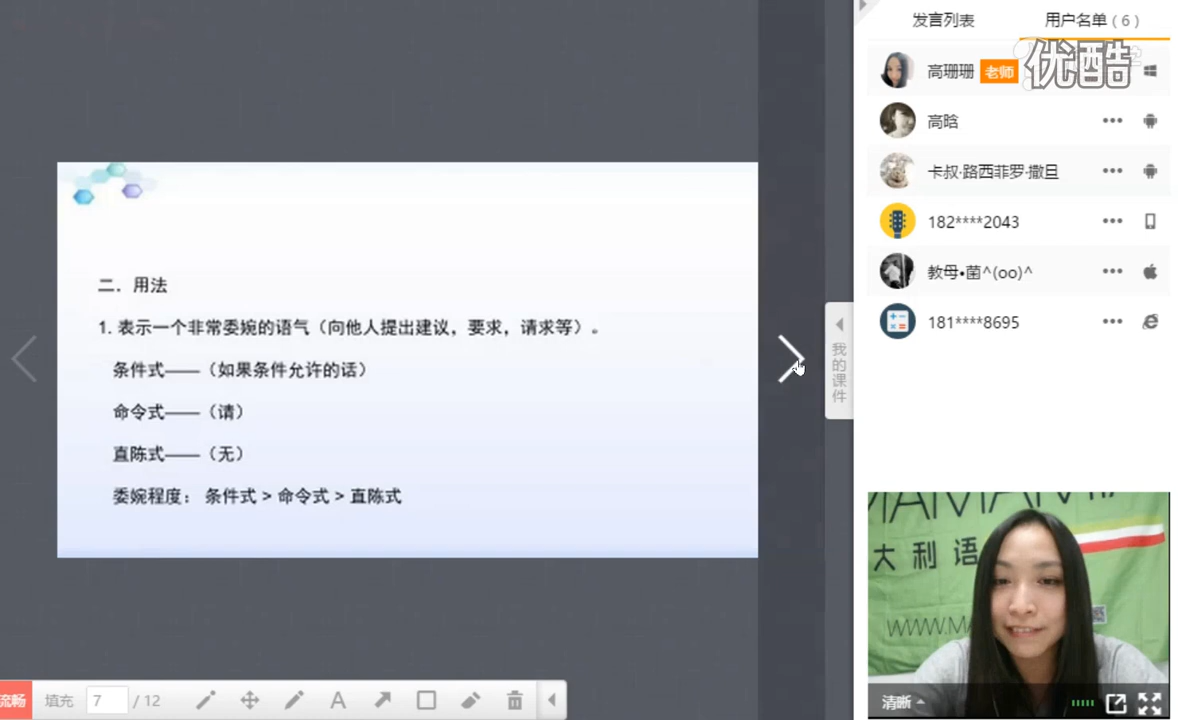 发言列表
用户名单(6)
高珊珊 老师
优酷
高晗
卡叔·路西菲罗·撒旦
182****2043
教母•菌^(oo)^
181****8695
二. 用法
1. 表示一个非常委婉的语气（向他人提出建议，要求，请求等）。
条件式——（如果条件允许的话）
命令式——（请）
直陈式——（无）
委婉程度： 条件式 > 命令式 > 直陈式
我的课件
大利语
WWW.MA
清晰
流畅 填充 7 / 12 A